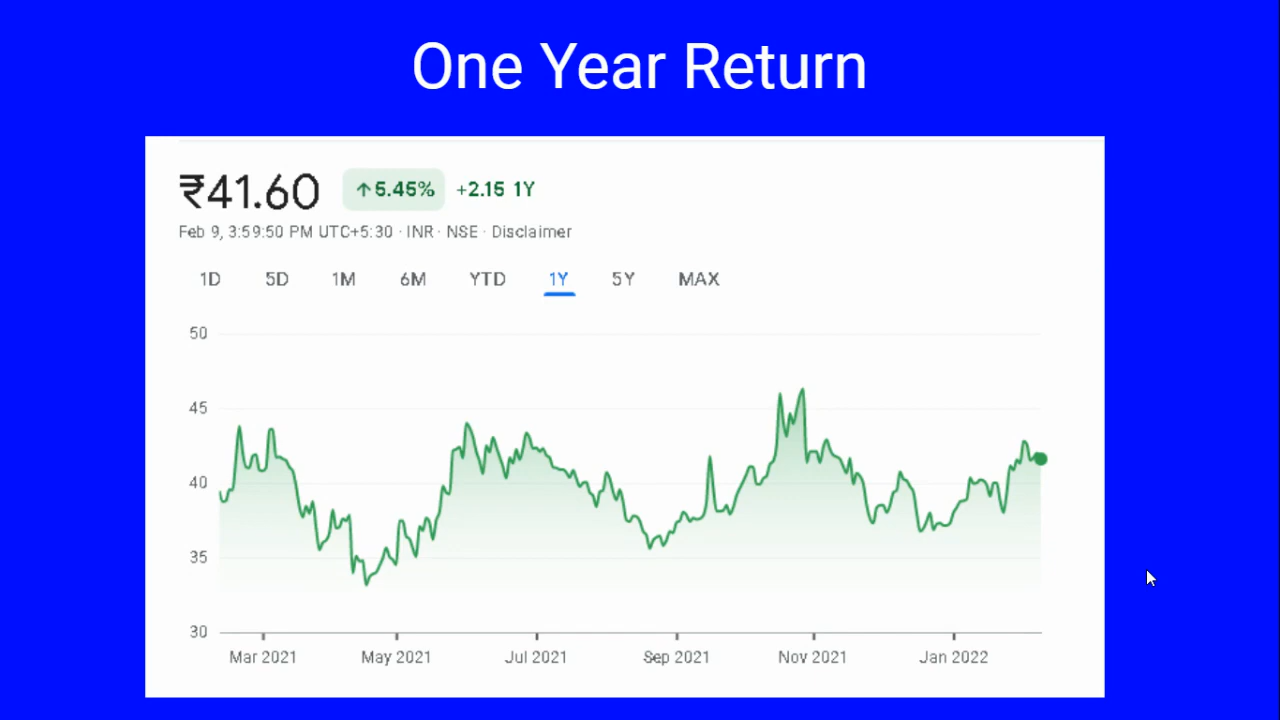 One Year Return
₹41.60 ↑5.45% +2.15 1Y
Feb 9, 3:59:50 PM UTC+5:30 · INR · NSE · Disclaimer
1D 5D 1M 6M YTD 1Y 5Y MAX
50
45
40
35
30
Mar 2021 May 2021 Jul 2021 Sep 2021 Nov 2021 Jan 2022